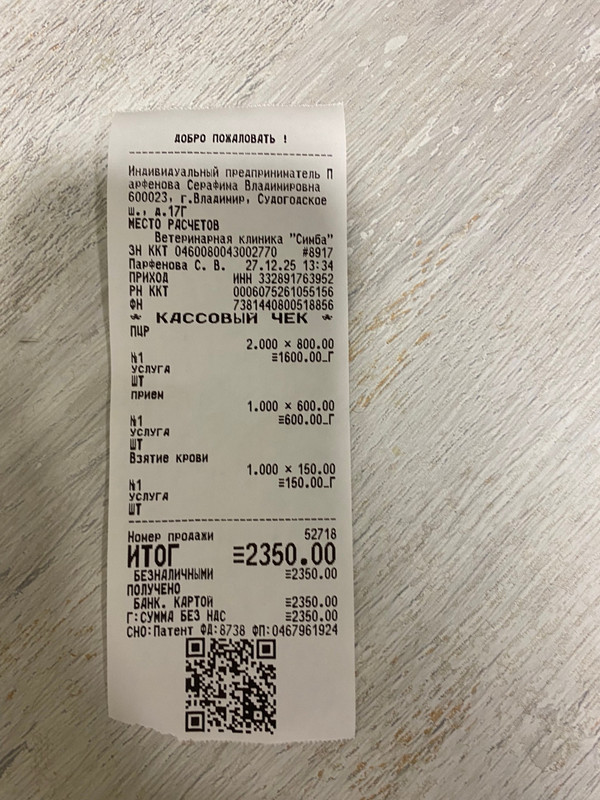 ДОБРО ПОЖАЛОВАТЬ !
Индивидуальный предприниматель П
арфенова Серафима Владимировна
600023, г.Владимир, Судогодское
ш., д.17Г
МЕСТО РАСЧЕТОВ
Ветеринарная клиника "Симба"
ЗН ККТ 0460080043002770 #8917
Парфенова С. В. 27.12.25 13:34
ПРИХОД ИНН 332891763952
РН ККТ 0006075261055156
ФН 7381440800518856
* КАССОВЫЙ ЧЕК *
ПЦР
2.000 × 800.00
№1 ≡1600.00_Г
УСЛУГА
ШТ
прием
1.000 × 600.00
№1 ≡600.00_Г
УСЛУГА
ШТ
Взятие крови
1.000 × 150.00
№1 ≡150.00_Г
УСЛУГА
ШТ
Номер продажи 52718
ИТОГ ≡2350.00
БЕЗНАЛИЧНЫМИ ≡2350.00
ПОЛУЧЕНО
БАНК. КАРТОЙ ≡2350.00
Г:СУММА БЕЗ НДС ≡2350.00
СНО:Патент ФД:8738 ФП:0467961924